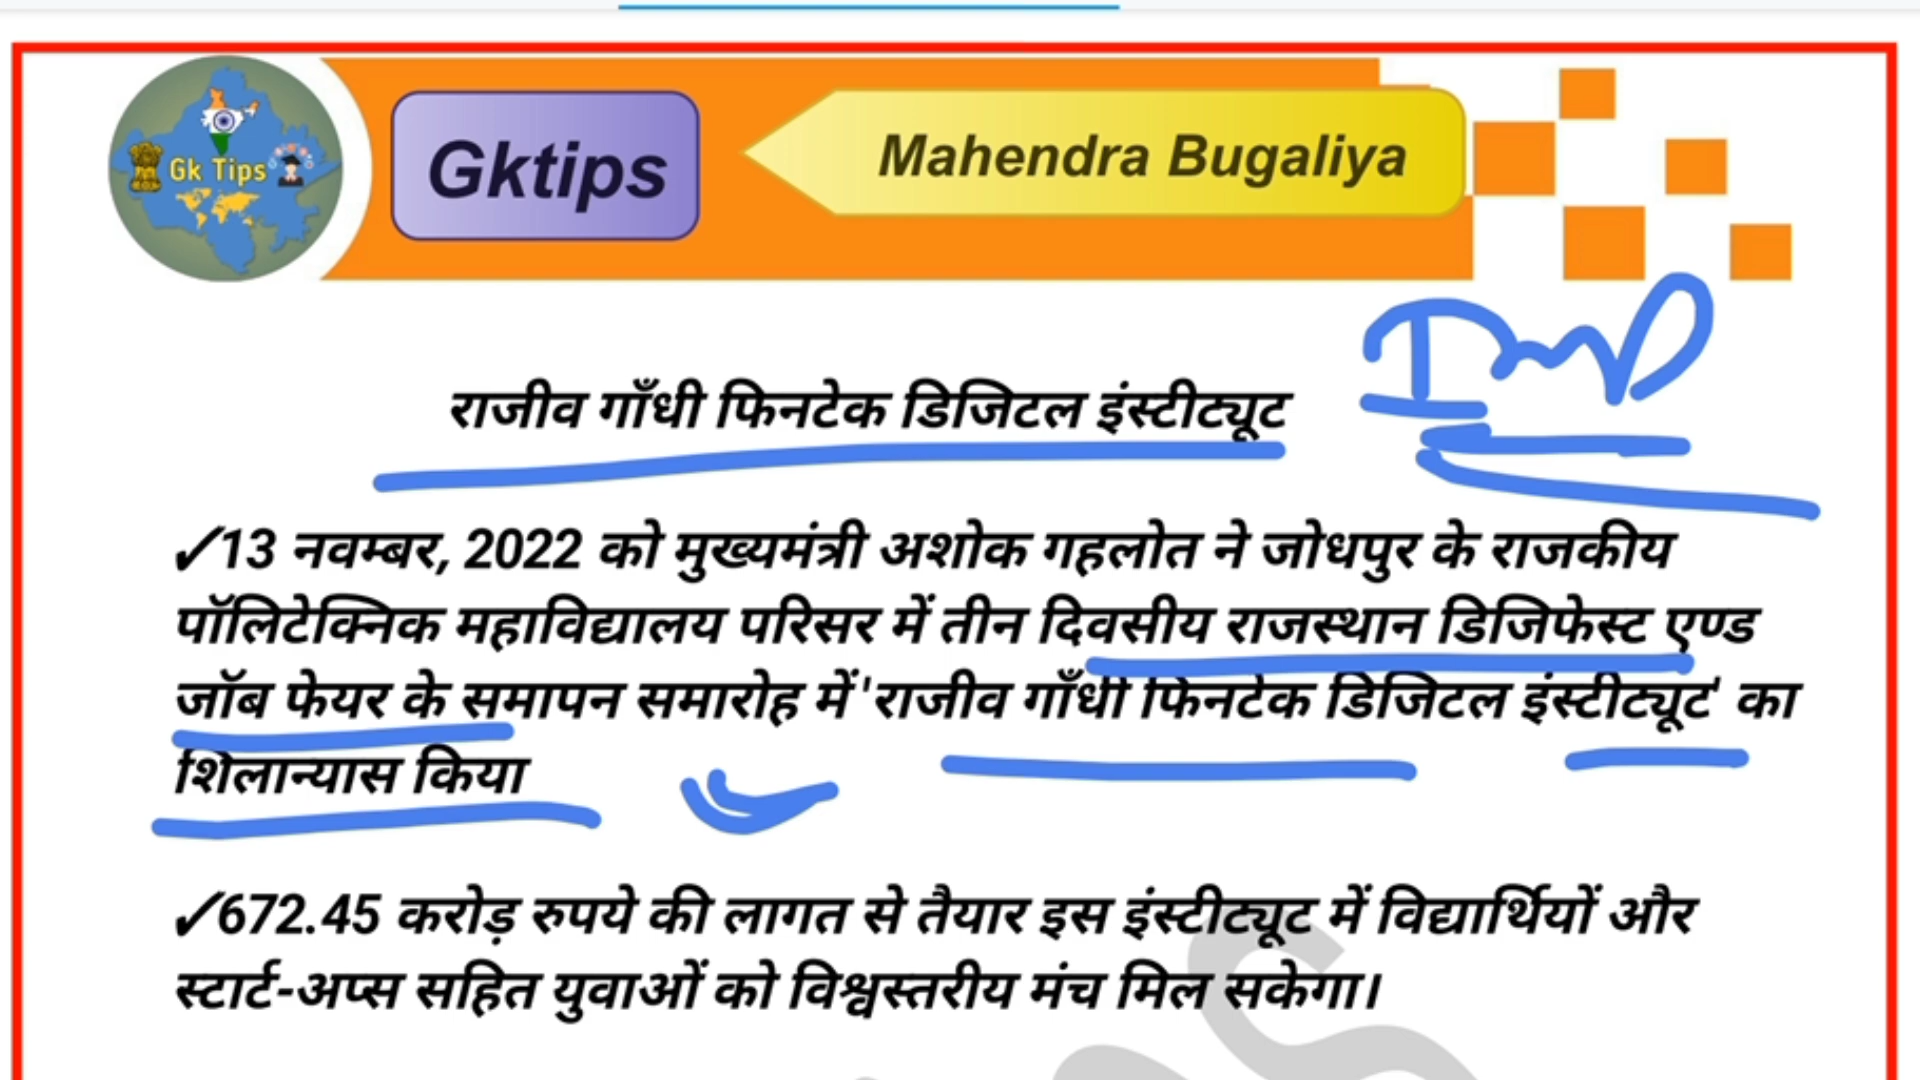 Gk Tips
Gktips
Mahendra Bugaliya
Imp
राजीव गाँधी फिनटेक डिजिटल इंस्टीट्यूट
✓13 नवम्बर, 2022 को मुख्यमंत्री अशोक गहलोत ने जोधपुर के राजकीय
पॉलिटेक्निक महाविद्यालय परिसर में तीन दिवसीय राजस्थान डिजिफेस्ट एण्ड
जॉब फेयर के समापन समारोह में 'राजीव गाँधी फिनटेक डिजिटल इंस्टीट्यूट' का
शिलान्यास किया
✓672.45 करोड़ रुपये की लागत से तैयार इस इंस्टीट्यूट में विद्यार्थियों और
स्टार्ट-अप्स सहित युवाओं को विश्वस्तरीय मंच मिल सकेगा।